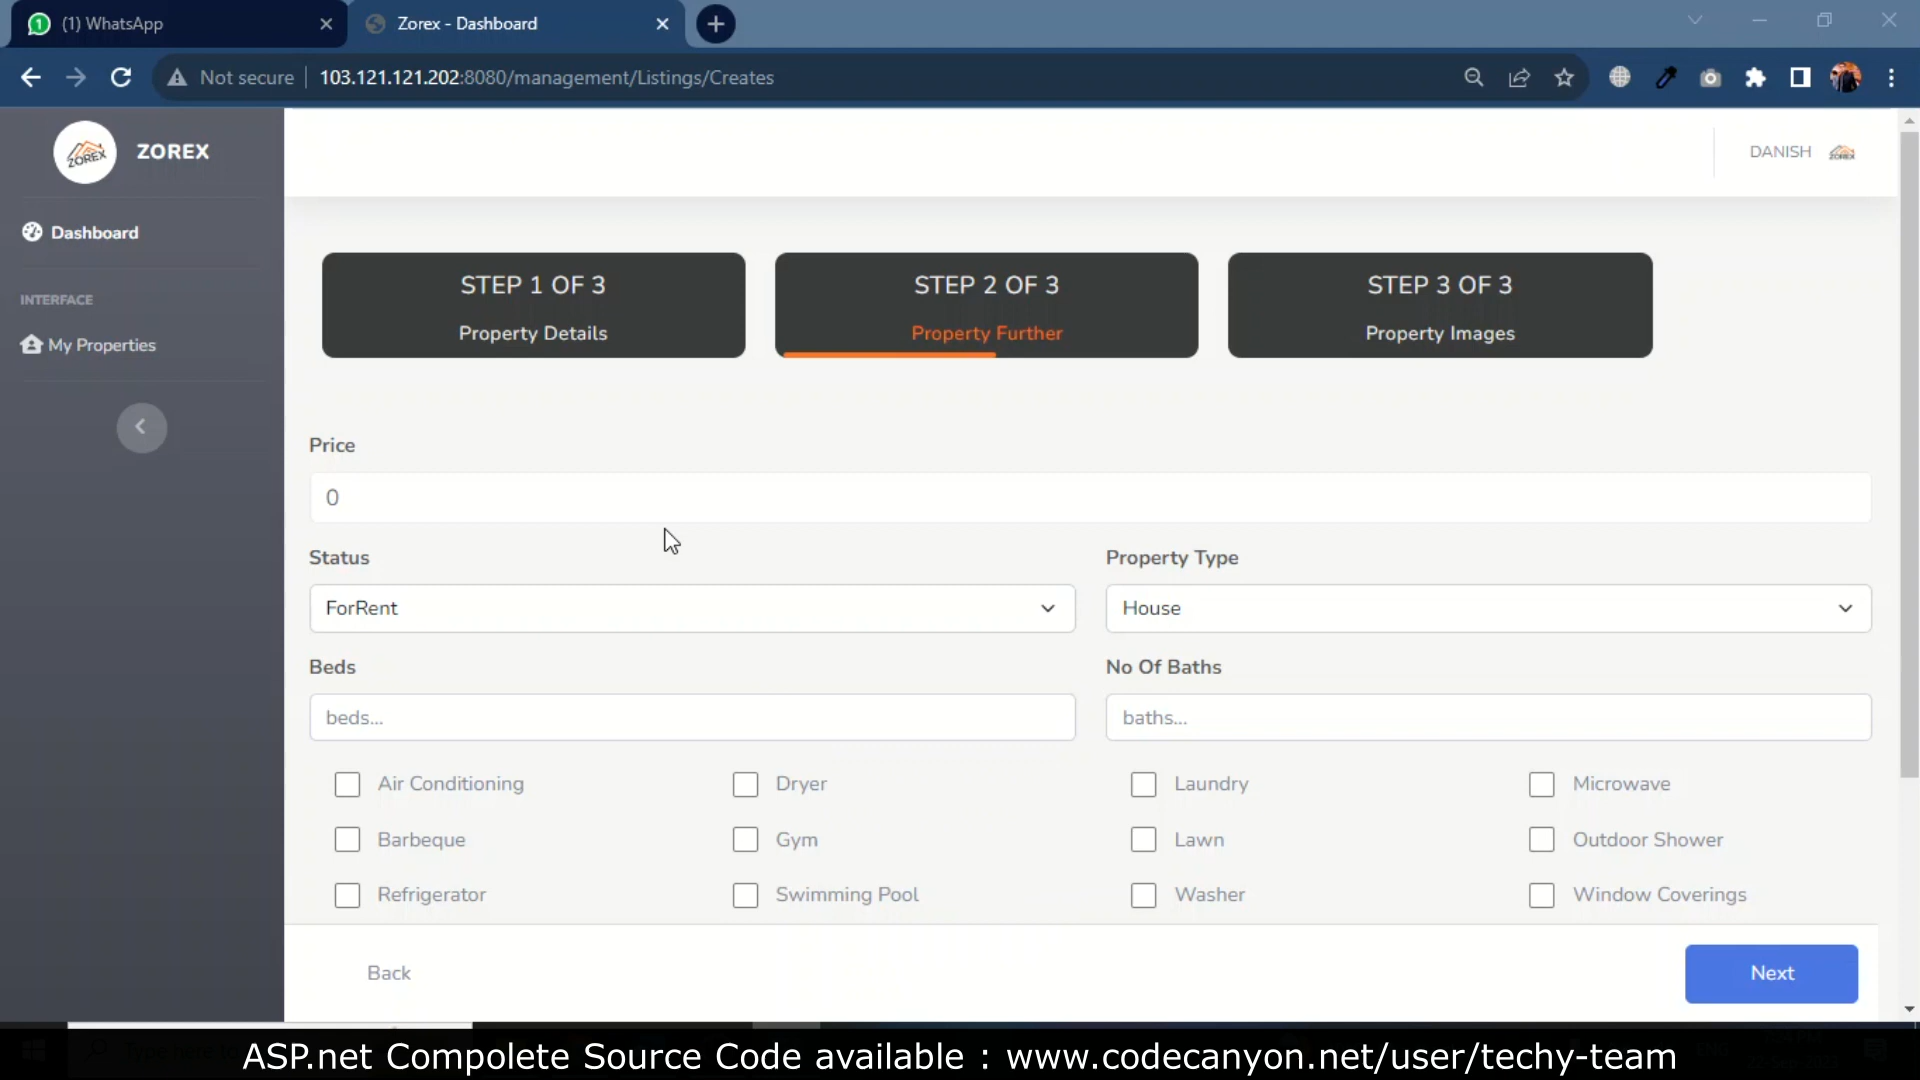 (1) WhatsApp
Zorex - Dashboard
Not secure
103.121.121.202:8080/management/Listings/Creates
ZOREX
ZOREX
DANISH
ZOREX
Dashboard
INTERFACE
My Properties
STEP 1 OF 3
Property Details
STEP 2 OF 3
Property Further
STEP 3 OF 3
Property Images
Price
0
Status
Property Type
ForRent
House
Beds
No Of Baths
beds...
baths...
Air Conditioning
Dryer
Laundry
Microwave
Barbeque
Gym
Lawn
Outdoor Shower
Refrigerator
Swimming Pool
Washer
Window Coverings
Back
Next
ASP.net Compolete Source Code available : www.codecanyon.net/user/techy-team